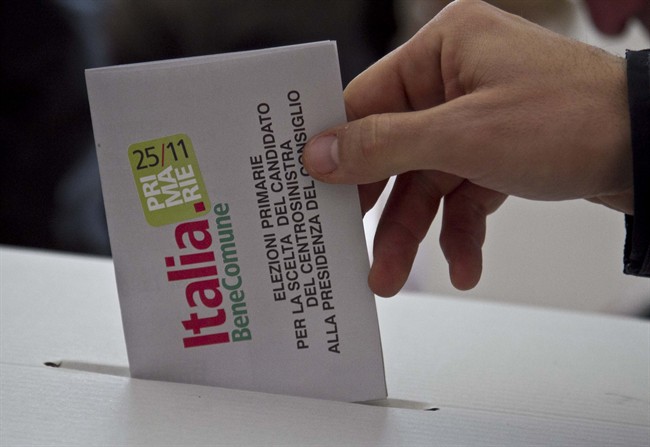 25/11
PRI
MA
RIE
Italia.
BeneComune
ELEZIONI PRIMARIE
PER LA SCELTA DEL CANDIDATO
DEL CENTROSINISTRA
ALLA PRESIDENZA DEL CONSIGLIO